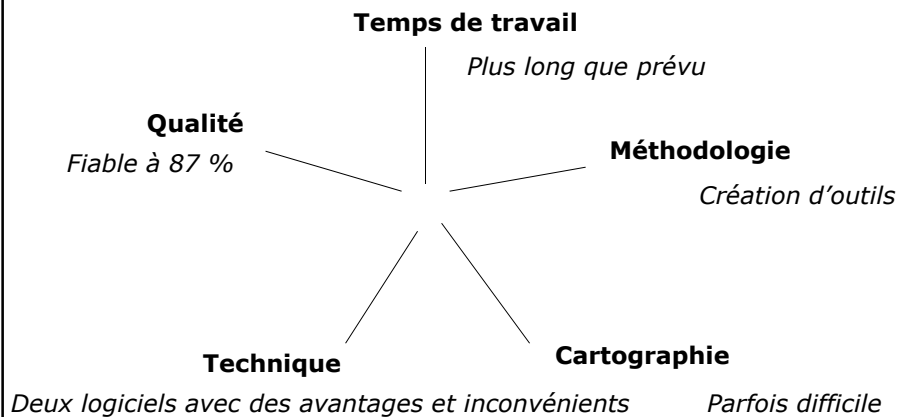 Temps de travail
Plus long que prévu
Qualité
Fiable à 87 %
Méthodologie
Création d’outils
Technique
Deux logiciels avec des avantages et inconvénients
Cartographie
Parfois difficile